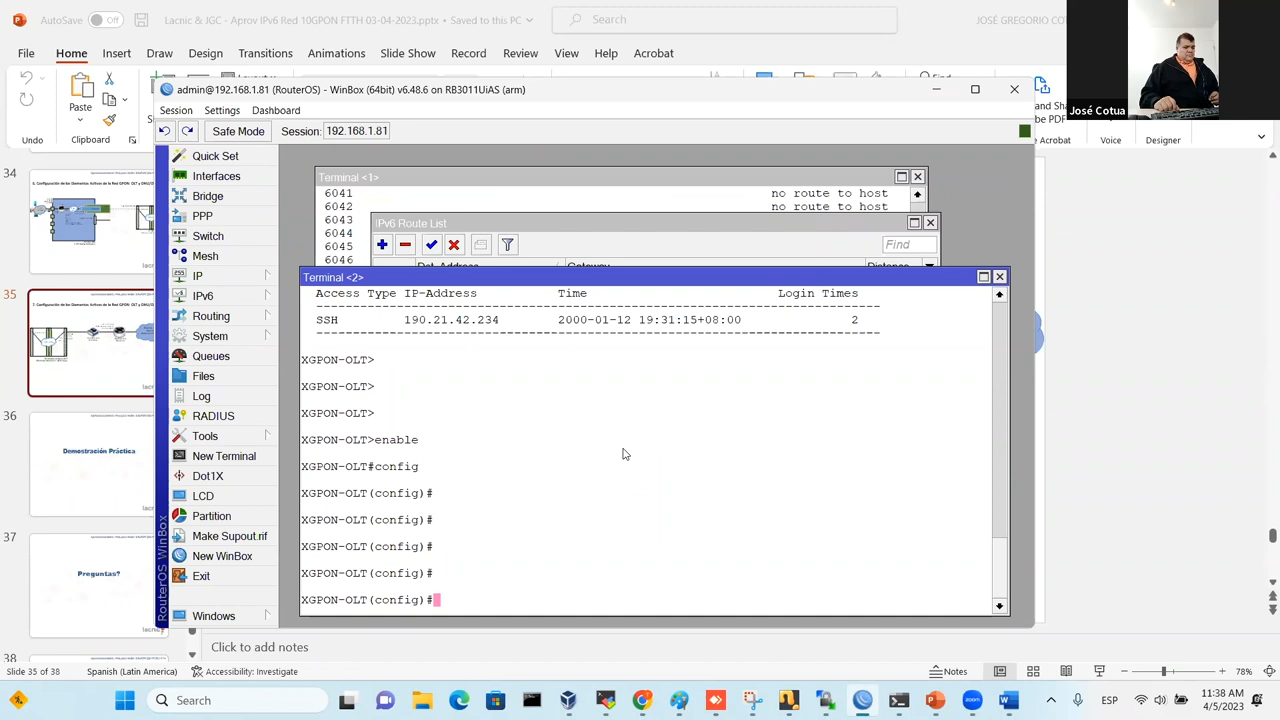 AutoSave Off Lacnic & JGC - Aprov IPv6 Red 10GPON FTTH 03-04-2023.pptx • Saved to this PC Search JOSÉ GREGORIO CO
File Home Insert Draw Design Transitions Animations Slide Show Record Review View Help Acrobat
Undo
Paste
Clipboard
José Cotua
Voice
Designer
admin@192.168.1.81 (RouterOS) - WinBox (64bit) v6.48.6 on RB3011UiAS (arm)
Session Settings Dashboard
Safe Mode Session: 192.168.1.81
Quick Set
Interfaces
Bridge
PPP
Switch
Mesh
IP
IPv6
Routing
System
Queues
Files
Log
RADIUS
Tools
New Terminal
Dot1X
LCD
Partition
Make Supout.rif
New WinBox
Exit
Windows
RouterOS WinBox
Terminal <1>
6041 no route to host
6042 no route to host
6043
6044
6045
6046
IPv6 Route List
Find
Terminal <2>
Access Type IP-Address Time Login Times
SSH 190.21.42.234 2000-01-12 19:31:15+08:00 2
XGPON-OLT>
XGPON-OLT>
XGPON-OLT>
XGPON-OLT>enable
XGPON-OLT#config
XGPON-OLT(config)#
XGPON-OLT(config)#
XGPON-OLT(config)#
XGPON-OLT(config)#
XGPON-OLT(config)#
34
35
36
Demostración Práctica
37
Preguntas?
38
Click to add notes
Slide 35 of 38 Spanish (Latin America) Accessibility: Investigate Notes 78%
Search ESP 11:38 AM
4/5/2023